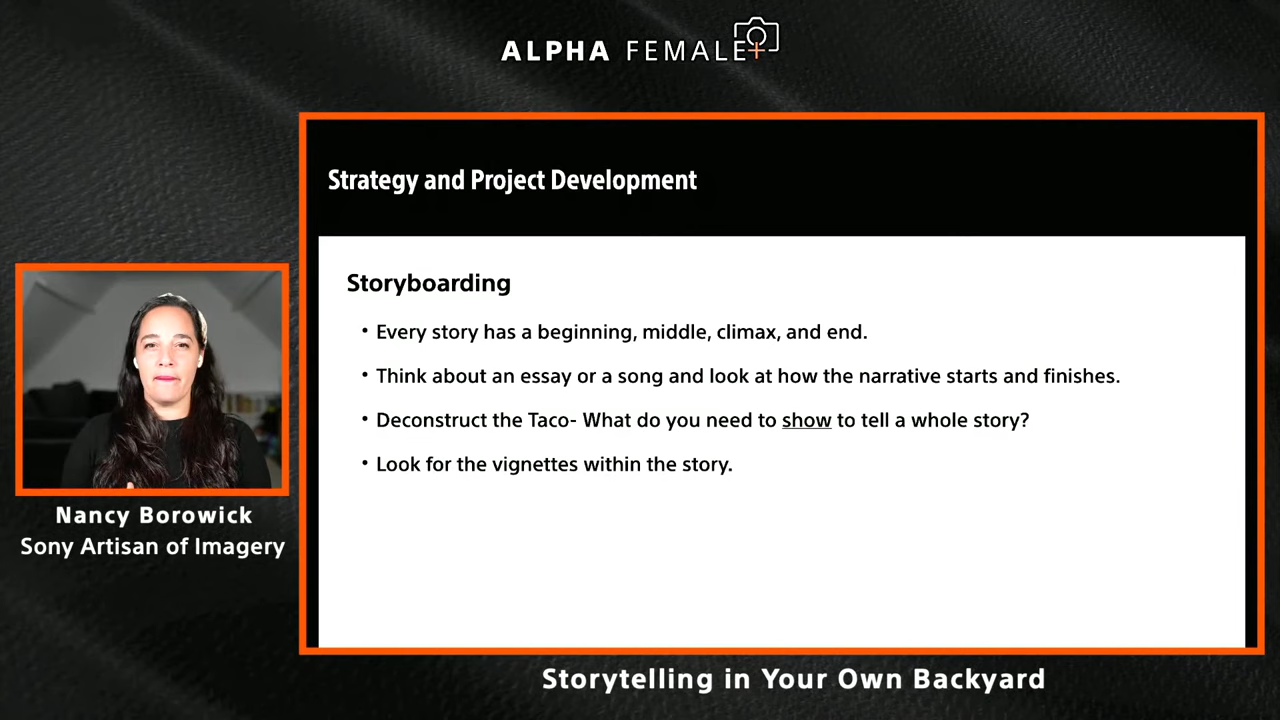 ALPHA FEMALE+
Strategy and Project Development
Storyboarding
• Every story has a beginning, middle, climax, and end.
• Think about an essay or a song and look at how the narrative starts and finishes.
• Deconstruct the Taco- What do you need to show to tell a whole story?
• Look for the vignettes within the story.
Nancy Borowick
Sony Artisan of Imagery
Storytelling in Your Own Backyard